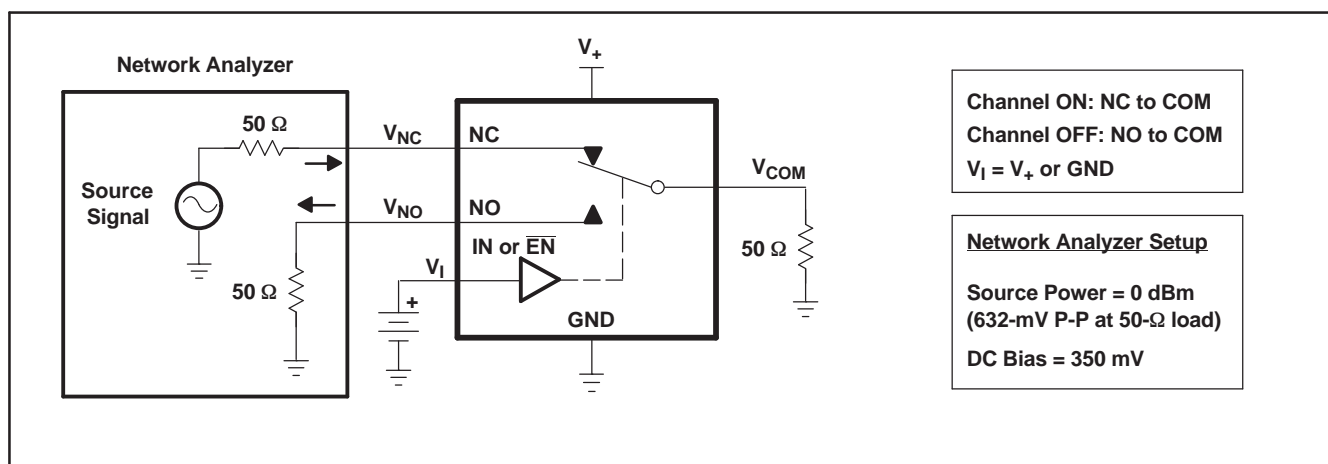 Network Analyzer
50 Ω
Source
Signal
50 Ω
V+
VNC
NC
VNO
NO
IN or E̅N̅
VI
+
GND
VCOM
50 Ω
Channel ON: NC to COM
Channel OFF: NO to COM
VI = V+ or GND
Network Analyzer Setup
Source Power = 0 dBm
(632-mV P-P at 50-Ω load)
DC Bias = 350 mV